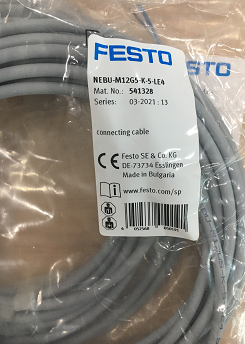 FESTO
STO
NEBU-M12G5-K-5-LE4
Mat. No.: 541328
Series: 03-2021 : 13
connecting cable
CE Festo SE & Co. KG
DE-73734 Esslingen
Made in Bulgaria
www.festo.com/sp